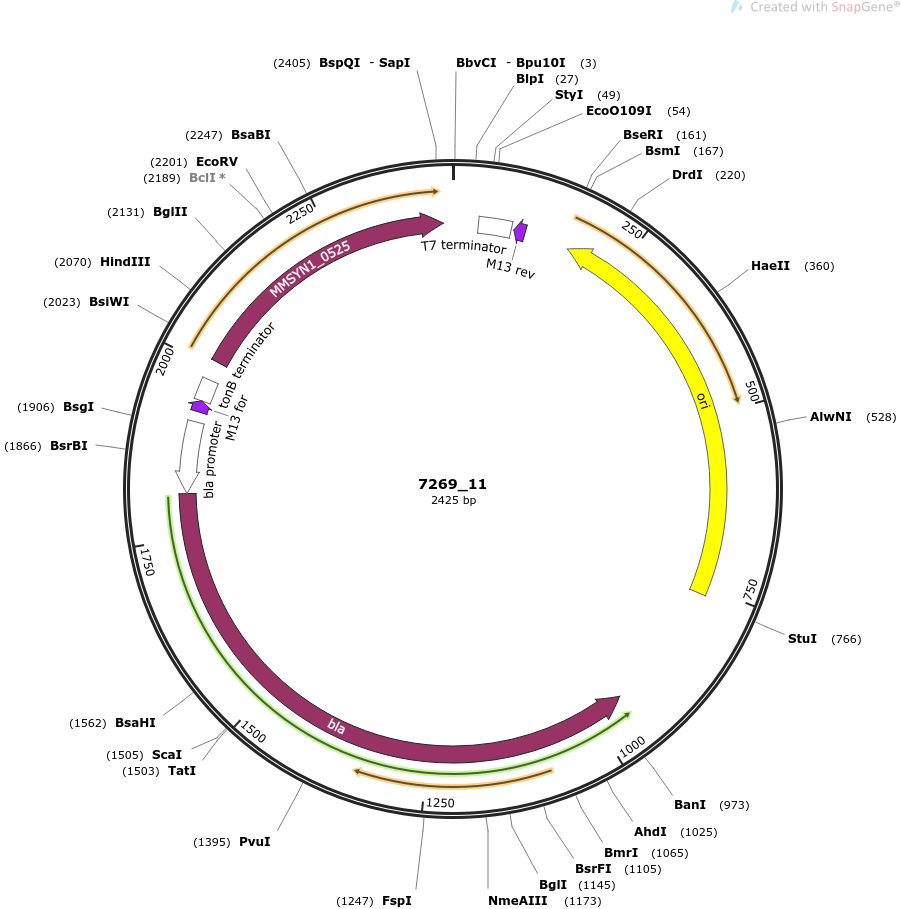 Created with SnapGene®
(2405) BspQI - SapI
BbvCI - Bpu10I (3)
BlpI (27)
StyI (49)
EcoO109I (54)
BseRI (161)
BsmI (167)
DrdI (220)
HaeII (360)
AlwNI (528)
StuI (766)
BanI (973)
AhdI (1025)
BmrI (1065)
BsrFI (1105)
BglI (1145)
NmeAIII (1173)
(1247) FspI
(1395) PvuI
(1503) TatI
(1505) ScaI
(1562) BsaHI
(1866) BsrBI
(1906) BsgI
(2023) BsiWI
(2070) HindIII
(2131) BglII
(2189) BclI *
(2201) EcoRV
(2247) BsaBI
250
500
750
1000
1250
1500
1750
2000
2250
T7 terminator
M13 rev
ori
bla
bla promoter
M13 for
tonB terminator
MMSYN1_0525
7269_11
2425 bp